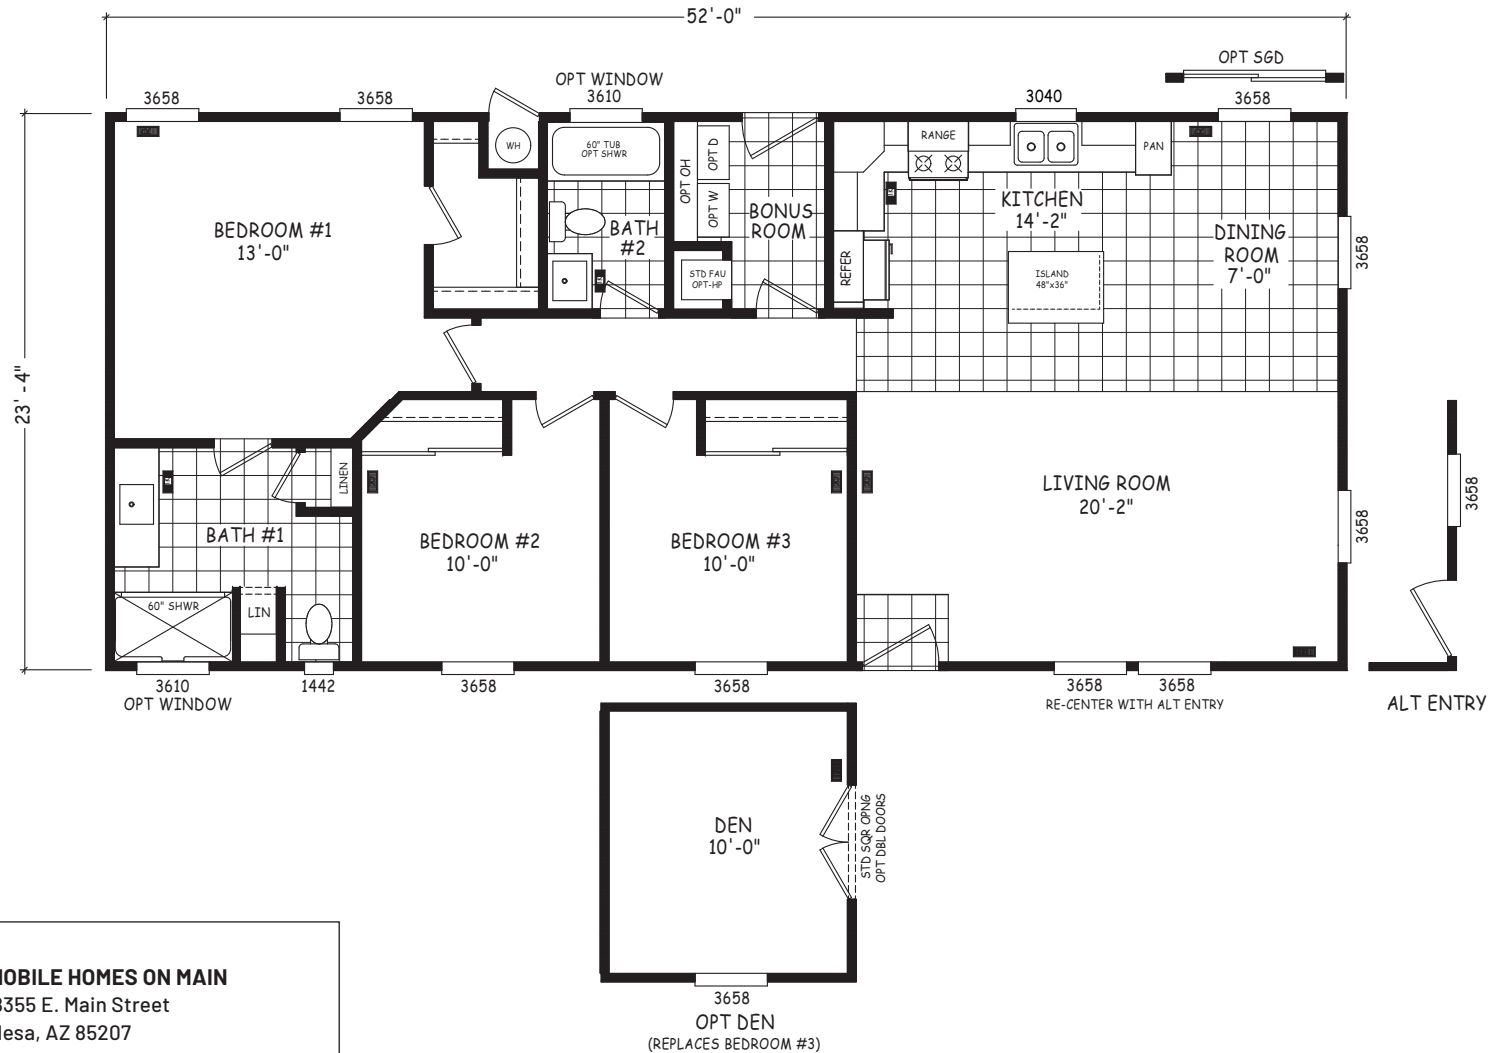 52'-0"
OPT SGD
OPT WINDOW
3658
3658
3610
3040
3658
WH
60" TUB
OPT SHWR
OPT OH
OPT D
OPT W
RANGE
PAN
BEDROOM #1
13'-0"
BATH
#2
BONUS
ROOM
KITCHEN
14'-2"
DINING
ROOM
7'-0"
3658
STD FAU
OPT-HP
REFER
ISLAND
48"x36"
23'-4"
LINEN
BATH #1
BEDROOM #2
10'-0"
BEDROOM #3
10'-0"
LIVING ROOM
20'-2"
3658
3658
60" SHWR
LIN
3610
OPT WINDOW
1442
3658
3658
3658
3658
RE-CENTER WITH ALT ENTRY
ALT ENTRY
DEN
10'-0"
STD SQR OPNG
OPT DBL DOORS
3658
OPT DEN
(REPLACES BEDROOM #3)
MOBILE HOMES ON MAIN
8355 E. Main Street
Mesa, AZ 85207